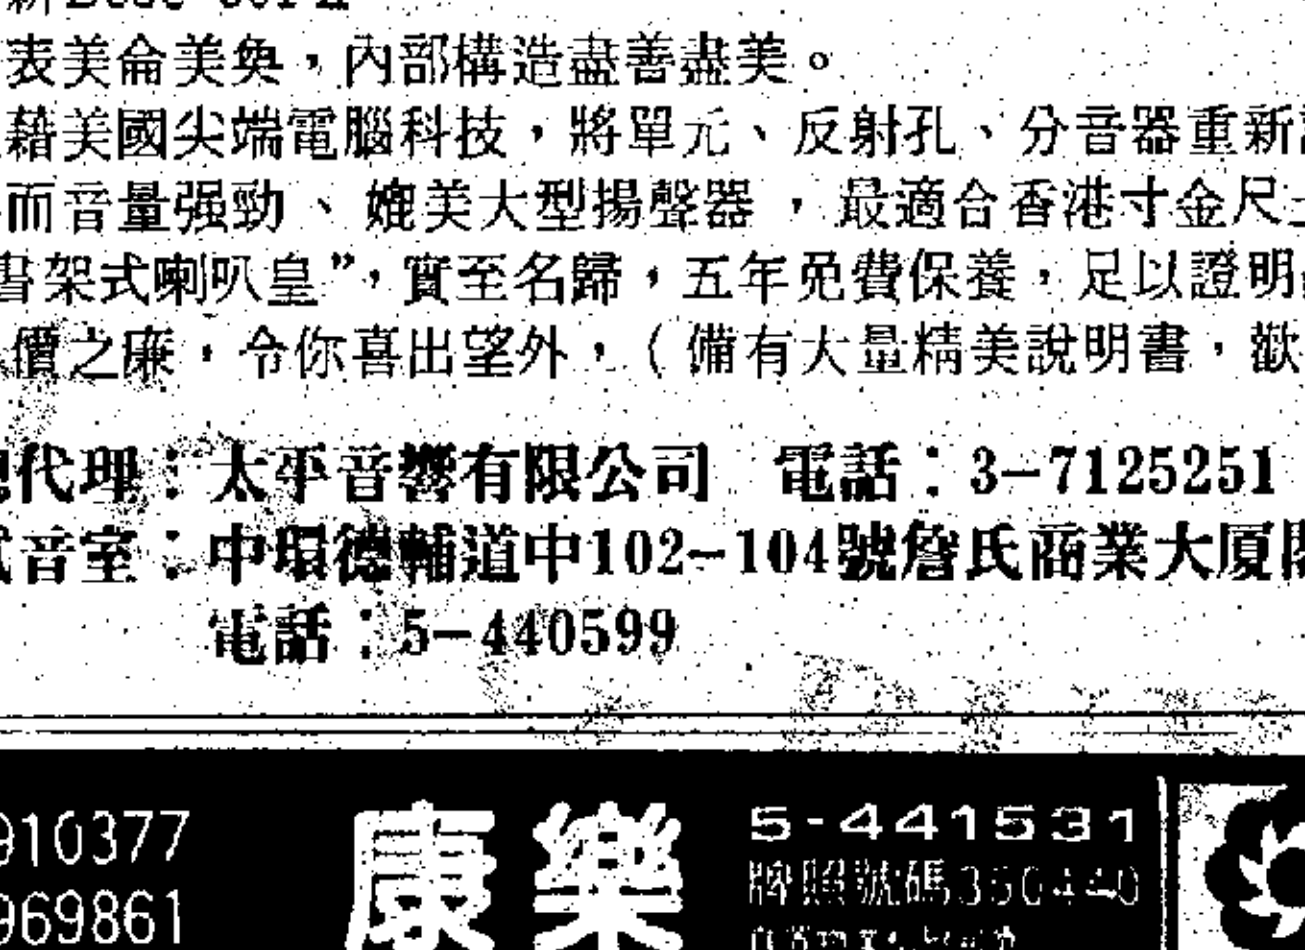 表美侖美奐，內部構造盡善盡美。
藉美國尖端電腦科技，將單元、反射孔、分音器重新
而音量强勁、媲美大型揚聲器，最適合香港寸金尺
書架式喇叭皇”，實至名歸，五年免費保養，足以證明
價之廉，令你喜出望外，（備有大量精美說明書，歡
代理：太平音響有限公司 電話：3-7125251
音室：中環德輔道中102-104號詹氏商業大厦閣
電話：5-440599
910377
969861
康樂
5-441531
牌照號碼